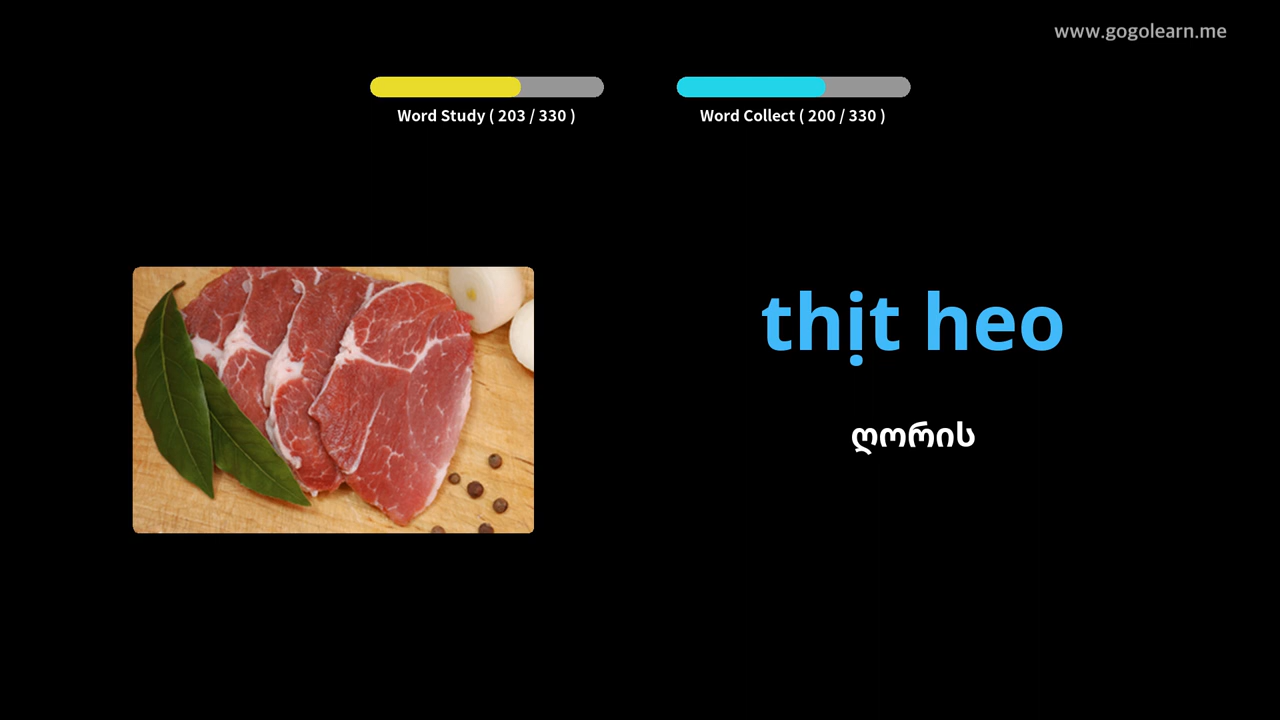 www.gogolearn.me
Word Study ( 203 / 330 )
Word Collect ( 200 / 330 )
thịt heo
ღორის